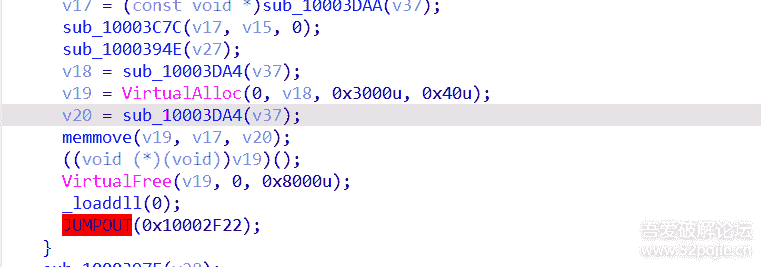 v17 = (const void *)sub_10003DAA(v37);
sub_10003C7C(v17, v15, 0);
sub_1000394E(v27);
v18 = sub_10003DA4(v37);
v19 = VirtualAlloc(0, v18, 0x3000u, 0x40u);
v20 = sub_10003DA4(v37);
memmove(v19, v17, v20);
((void (*)(void))v19)();
VirtualFree(v19, 0, 0x8000u);
_loaddll(0);
JUMPOUT(0x10002F22);
}
吾爱破解论坛
www.52pojie.cn